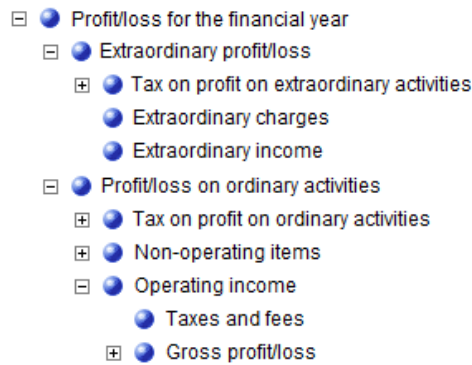 Profit/loss for the financial year
Extraordinary profit/loss
Tax on profit on extraordinary activities
Extraordinary charges
Extraordinary income
Profit/loss on ordinary activities
Tax on profit on ordinary activities
Non-operating items
Operating income
Taxes and fees
Gross profit/loss